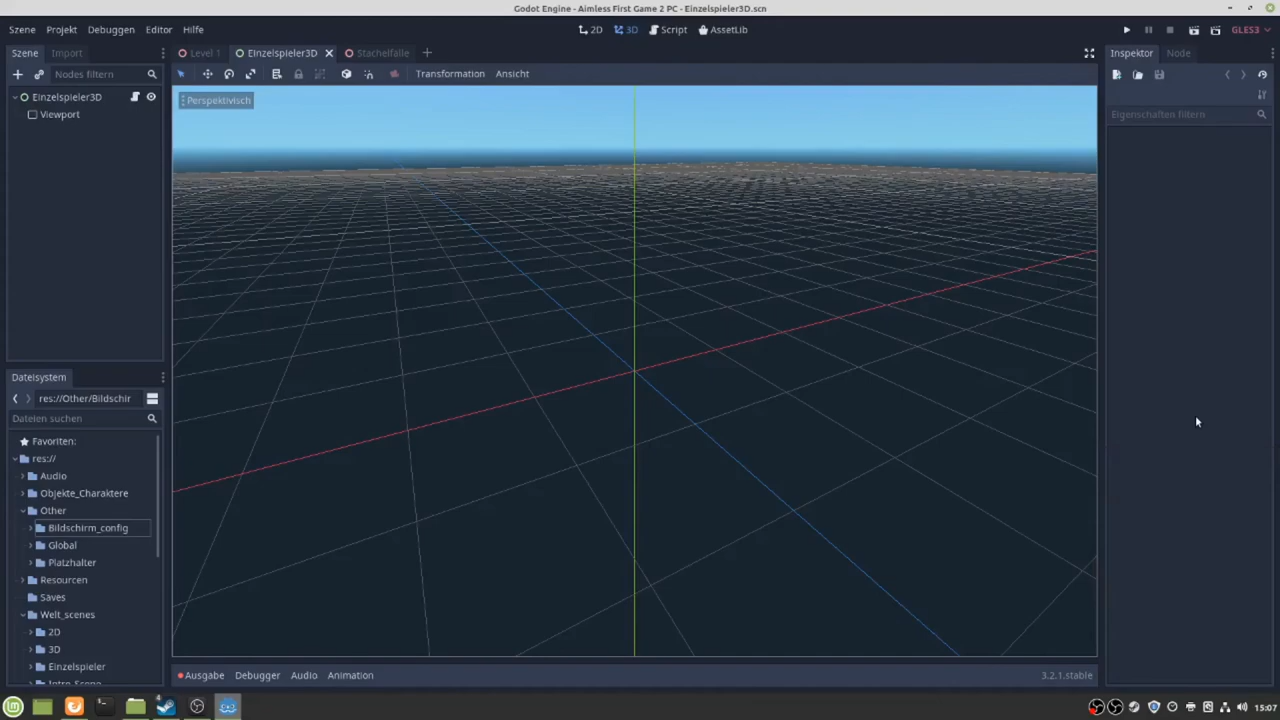 Godot Engine - Aimless First Game 2 PC - Einzelspieler3D.scn
Szene Projekt Debuggen Editor Hilfe
2D 3D Script AssetLib
GLES3
Szene Import
Level 1 EInzelspieler3D Stachelfälle
Inspektor Node
Nodes filtern
Transformation Ansicht
Einzelspieler3D
Viewport
Perspektivisch
Eigenschaften filtern
Dateisystem
res://Other/Bildschir
Dateien suchen
Favoriten:
res://
Audio
Objekte_Charaktere
Other
Bildschirm_config
Global
Platzhalter
Resourcen
Saves
Welt_scenes
2D
3D
Einzelspieler
Ausgabe Debugger Audio Animation
3.2.1.stable
4
15:07